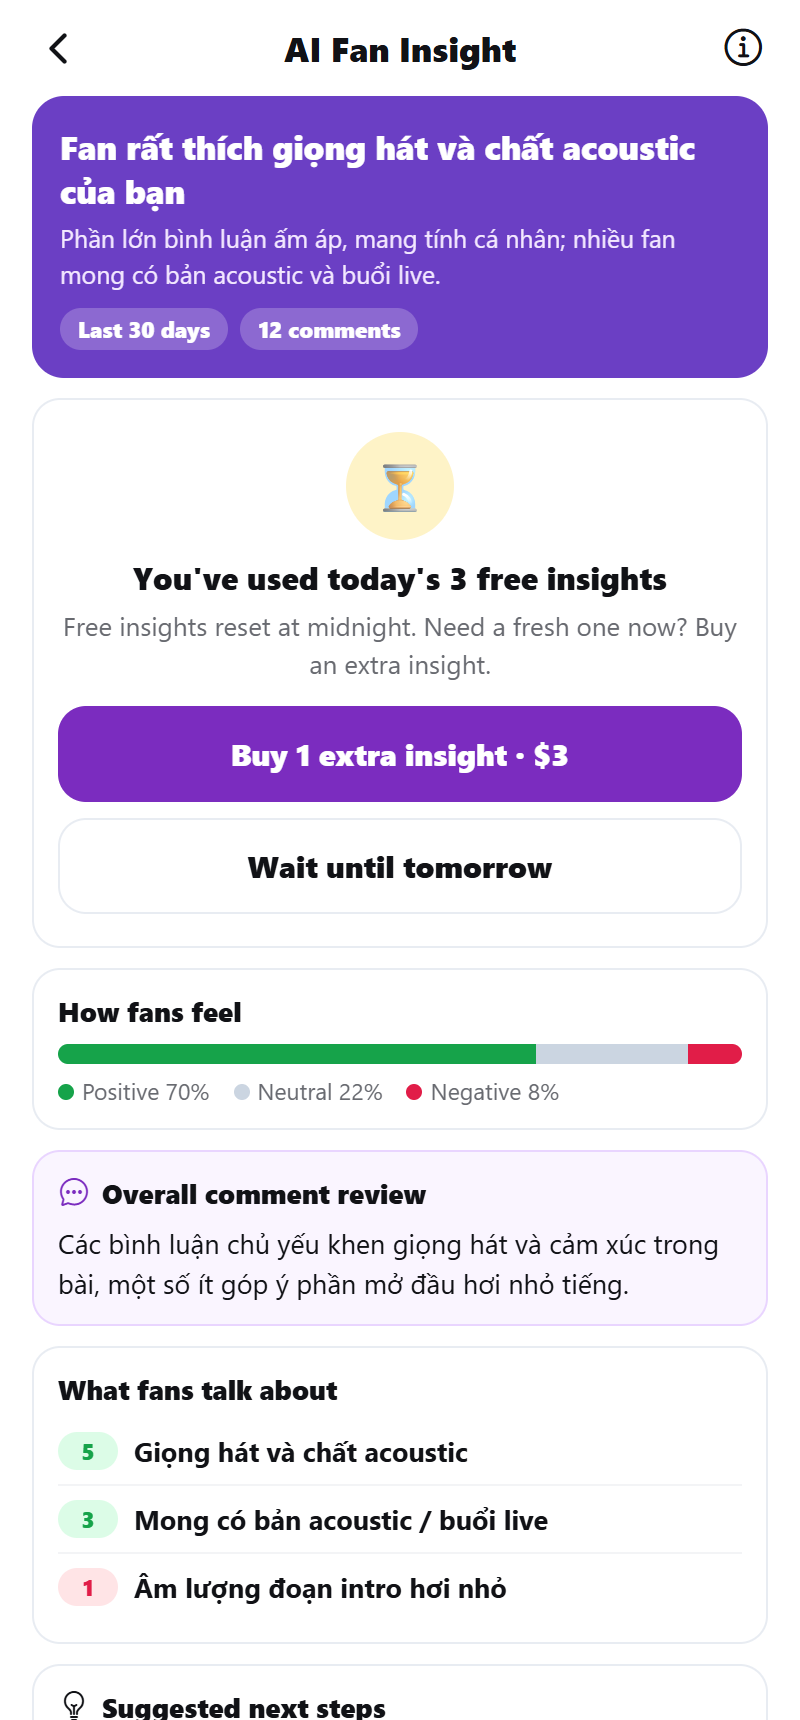 AI Fan Insight
Fan rất thích giọng hát và chất acoustic
của bạn
Phần lớn bình luận ấm áp, mang tính cá nhân; nhiều fan
mong có bản acoustic và buổi live.
Last 30 days
12 comments
You've used today's 3 free insights
Free insights reset at midnight. Need a fresh one now? Buy
an extra insight.
Buy 1 extra insight · $3
Wait until tomorrow
How fans feel
Positive 70%
Neutral 22%
Negative 8%
Overall comment review
Các bình luận chủ yếu khen giọng hát và cảm xúc trong
bài, một số ít góp ý phần mở đầu hơi nhỏ tiếng.
What fans talk about
5 Giọng hát và chất acoustic
3 Mong có bản acoustic / buổi live
1 Âm lượng đoạn intro hơi nhỏ
Suggested next steps